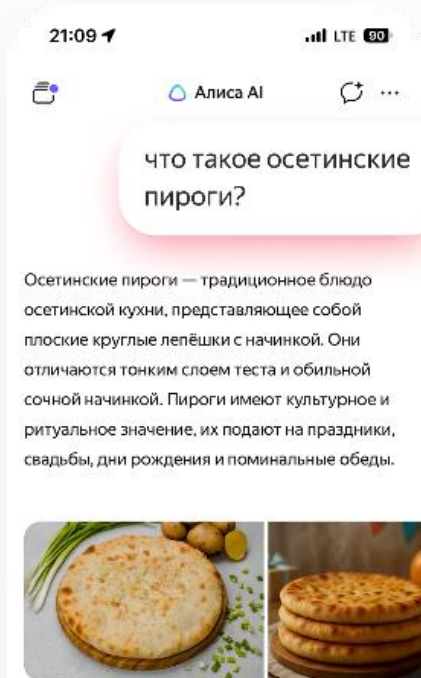 21:09
LTE 90
Алиса AI
что такое осетинские
пироги?
Осетинские пироги — традиционное блюдо
осетинской кухни, представляющее собой
плоские круглые лепёшки с начинкой. Они
отличаются тонким слоем теста и обильной
сочной начинкой. Пироги имеют культурное и
ритуальное значение, их подают на праздники,
свадьбы, дни рождения и поминальные обеды.